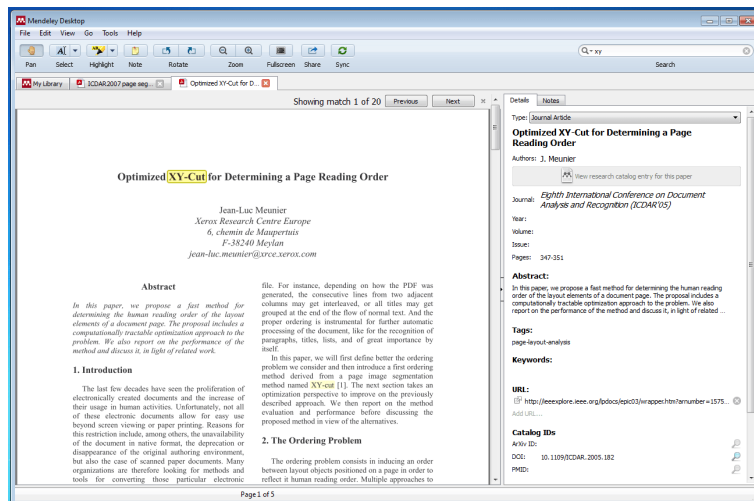 Mendeley Desktop
File Edit View Go Tools Help
Pan Select Highlight Note Rotate Zoom Fullscreen Share Sync
xy
Search
My Library ICDAR2007 page seg... Optimized XY-Cut for D...
Showing match 1 of 20 Previous Next
Optimized XY-Cut for Determining a Page Reading Order
Jean-Luc Meunier
Xerox Research Centre Europe
6, chemin de Maupertuis
F-38240 Meylan
jean-luc.meunier@xrce.xerox.com
Abstract
In this paper, we propose a fast method for
determining the human reading order of the layout
elements of a document page. The proposal includes a
computationally tractable optimization approach to the
problem. We also report on the performance of the
method and discuss it, in light of related work.
1. Introduction
The last few decades have seen the proliferation of
electronically created documents and the increase of
their usage in human activities. Unfortunately, not all
of these electronic documents allow for easy use
beyond screen viewing or paper printing. Reasons for
this restriction include, among others, the unavailability
of the document in native format, the deprecation or
disappearance of the original authoring environment,
but also the case of scanned paper documents. Many
organizations are therefore looking for methods and
tools for converting those particular electronic
file. For instance, depending on how the PDF was
generated, the consecutive lines from two adjacent
columns may get interleaved, or all titles may get
grouped at the end of the flow of normal text. And the
proper ordering is instrumental for further automatic
processing of the document, like for the recognition of
paragraphs, titles, lists, and of great importance by
itself.
In this paper, we will first define better the ordering
problem we consider and then introduce a first ordering
method derived from a page image segmentation
method named XY-cut [1]. The next section takes an
optimization perspective to improve on the previously
described approach. We then report on the method
evaluation and performance before discussing the
proposed method in view of the alternatives.
2. The Ordering Problem
The ordering problem consists in inducing an order
between layout objects positioned on a page in order to
reflect it human reading order. Multiple approaches to
Page 1 of 5
Details Notes
Type: Journal Article
Optimized XY-Cut for Determining a Page
Reading Order
Authors: J. Meunier
View research catalog entry for this paper
Journal: Eighth International Conference on Document
Analysis and Recognition (ICDAR'05)
Year:
Volume:
Issue:
Pages: 347-351
Abstract:
In this paper, we propose a fast method for determining the human reading
order of the layout elements of a document page. The proposal includes a
computationally tractable optimization approach to the problem. We also
report on the performance of the method and discuss it, in light of related ...
Tags:
page-layout-analysis
Keywords:
URL:
http://ieeexplore.ieee.org/lpdocs/epic03/wrapper.htm?arnumber=1575...
Add URL...
Catalog IDs
ArXiv ID:
DOI: 10.1109/ICDAR.2005.182
PMID: